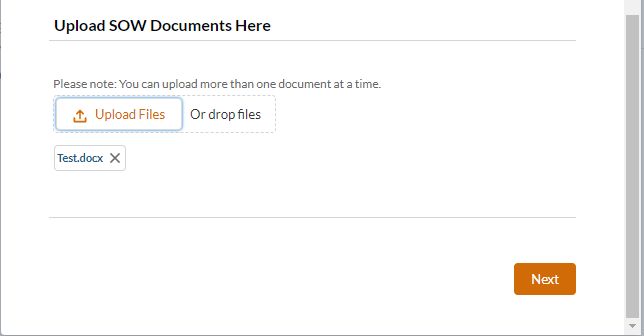 Upload SOW Documents Here
Please note: You can upload more than one document at a time.
Upload Files Or drop files
Test.docx
Next